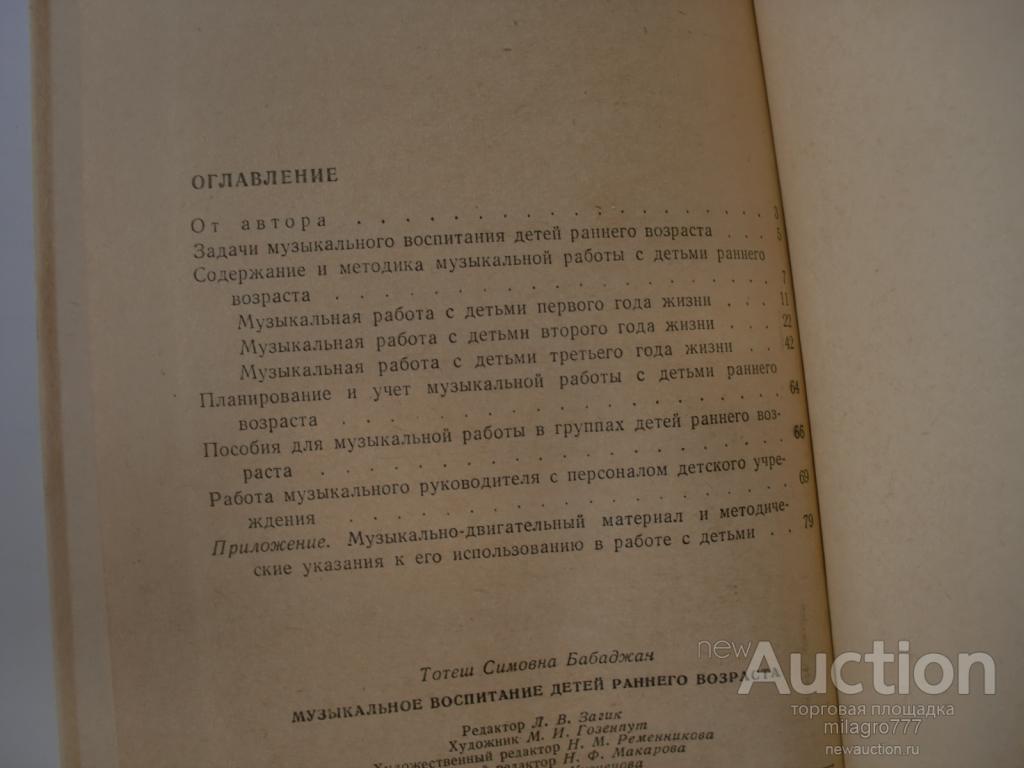 ОГЛАВЛЕНИЕ
От автора . . . . . . . . . . . . . . . . . . 3
Задачи музыкального воспитания детей раннего возраста . . . 5
Содержание и методика музыкальной работы с детьми раннего
возраста . . . . . . . . . . . . . . . . . . 7
Музыкальная работа с детьми первого года жизни . . . 11
Музыкальная работа с детьми второго года жизни . . . 22
Музыкальная работа с детьми третьего года жизни . . 42
Планирование и учет музыкальной работы с детьми раннего
возраста . . . . . . . . . . . . . . . . . . 64
Пособия для музыкальной работы в группах детей раннего воз-
раста . . . . . . . . . . . . . . . . . . 66
Работа музыкального руководителя с персоналом детского учре-
ждения . . . . . . . . . . . . . . . . . . 69
Приложение. Музыкально-двигательный материал и методиче-
ские указания к его использованию в работе с детьми . . 79
Тотеш Симовна Бабаджан
МУЗЫКАЛЬНОЕ ВОСПИТАНИЕ ДЕТЕЙ РАННЕГО ВОЗРАСТА
Редактор Л. В. Загик
Художник М. И. Гозенпут
Художественный редактор Н. М. Ременникова
редактор Н. Ф. Макарова
new Auction
торговая площадка
milagro777
newauction.ru